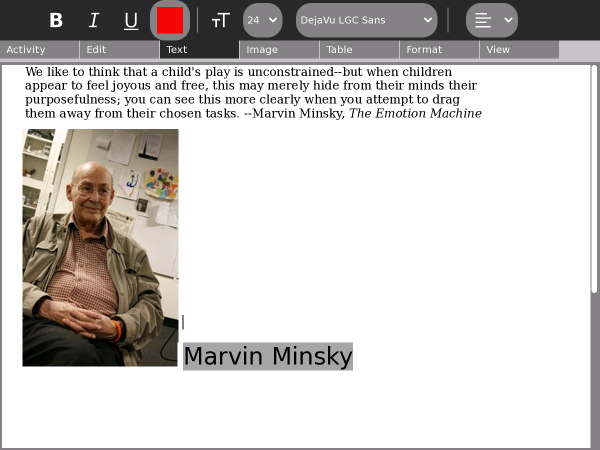 B I U TT 24 DejaVu LGC Sans
Activity Edit Text Image Table Format View
We like to think that a child's play is unconstrained--but when children
appear to feel joyous and free, this may merely hide from their minds their
purposefulness; you can see this more clearly when you attempt to drag
them away from their chosen tasks. --Marvin Minsky, The Emotion Machine
Marvin Minsky